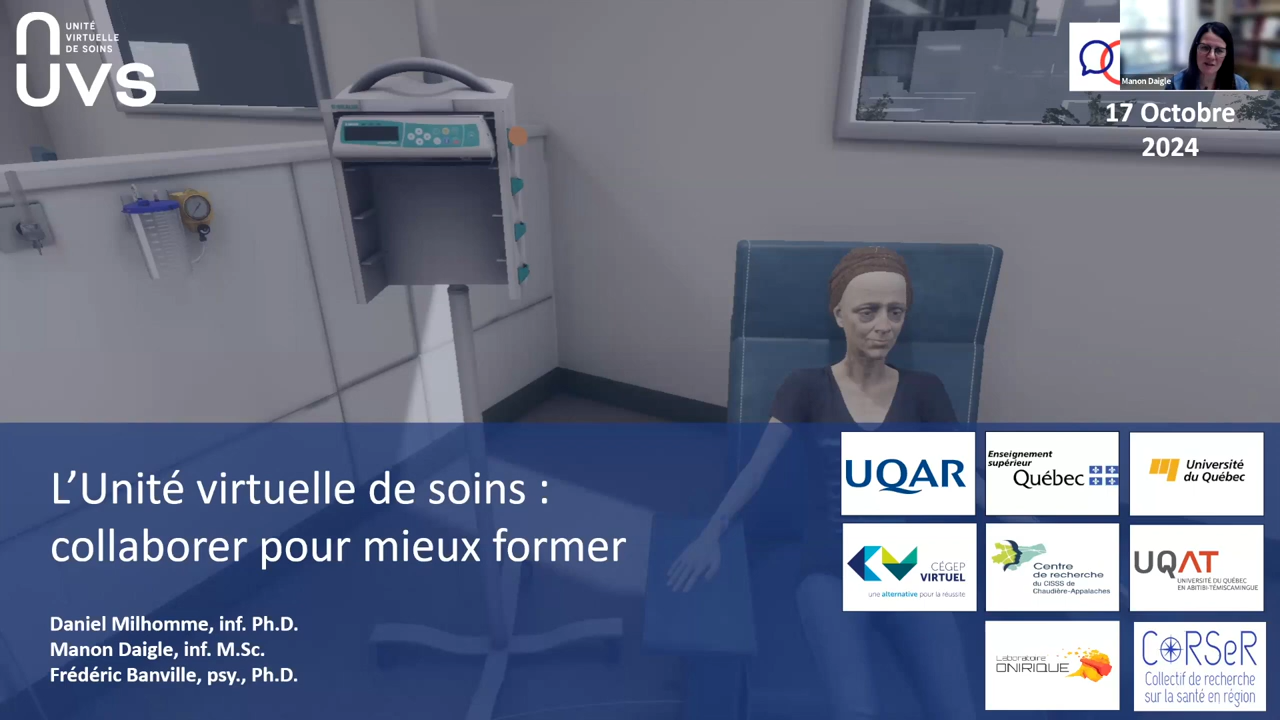 UNITÉ
VIRTUELLE
DE SOINS
UVS
Manon Daigle
17 Octobre
2024
L’Unité virtuelle de soins :
collaborer pour mieux former
Daniel Milhomme, inf. Ph.D.
Manon Daigle, inf. M.Sc.
Frédéric Banville, psy., Ph.D.
UQAR
Enseignement
supérieur
Québec
Université
du Québec
CÉGEP
VIRTUEL
une alternative pour la réussite
Centre
de recherche
du CISSS de
Chaudière-Appalaches
UQAT
UNIVERSITÉ DU QUÉBEC
EN ABITIBI-TÉMISCAMINGUE
Laboratoire
ONIRIQUE
CORSeR
Collectif de recherche
sur la santé en région